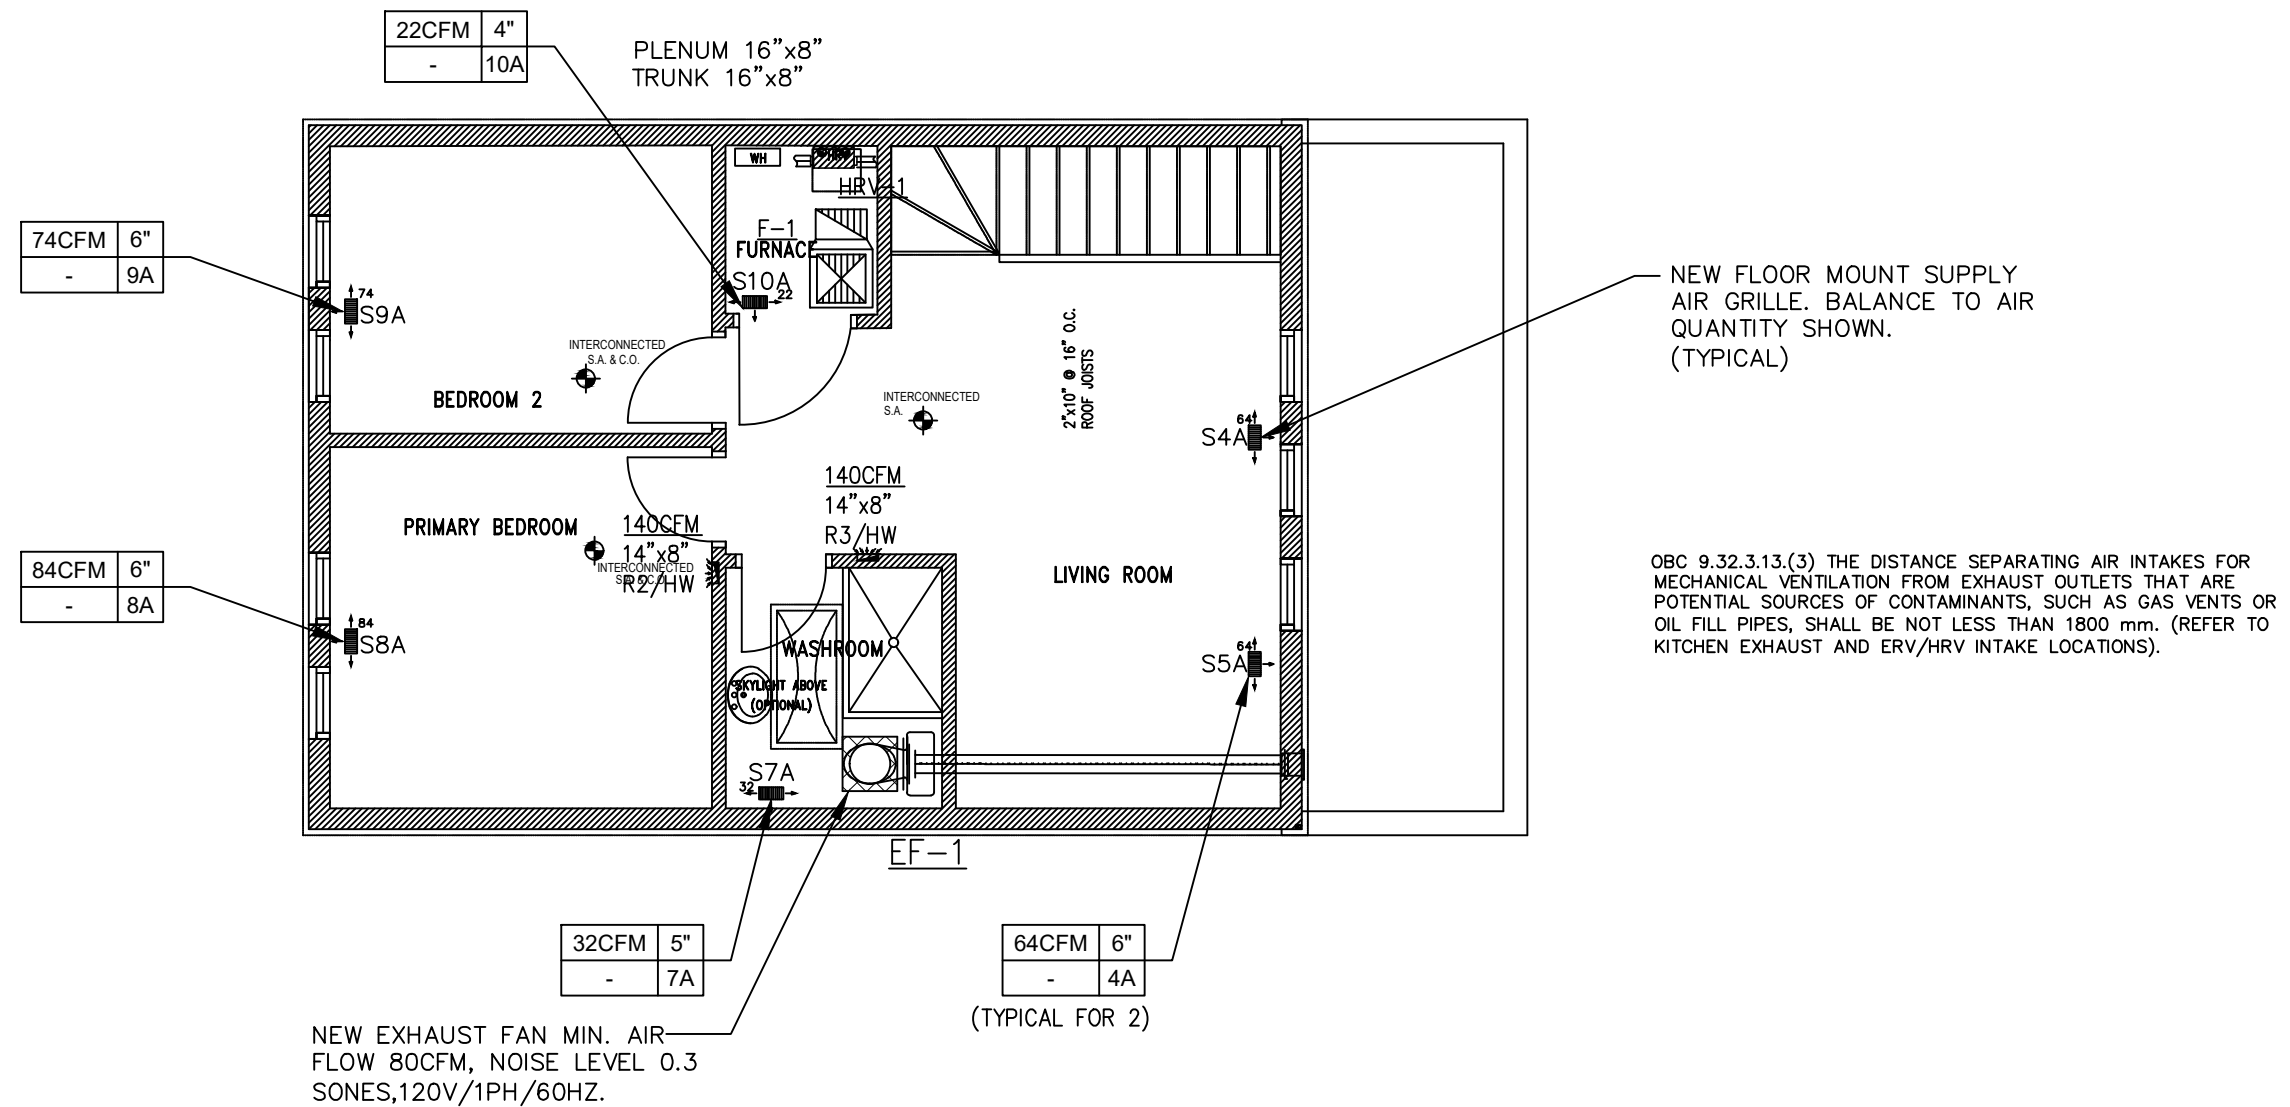 22CFM 4"
- 10A
PLENUM 16"x8"
TRUNK 16"x8"
WH
HRV-1
F-1
FURNACE
S10A
22
74CFM 6"
- 9A
74
S9A
INTERCONNECTED
S.A. & C.O.
BEDROOM 2
INTERCONNECTED
S.A.
2"x10" @ 16" O.C.
ROOF JOISTS
NEW FLOOR MOUNT SUPPLY
AIR GRILLE. BALANCE TO AIR
QUANTITY SHOWN.
(TYPICAL)
64
S4A
140CFM
14"x8"
R3/HW
PRIMARY BEDROOM
140CFM
14"x8"
R2/HW
INTERCONNECTED
S.A. & C.O.
84CFM 6"
- 8A
84
S8A
LIVING ROOM
OBC 9.32.3.13.(3) THE DISTANCE SEPARATING AIR INTAKES FOR
MECHANICAL VENTILATION FROM EXHAUST OUTLETS THAT ARE
POTENTIAL SOURCES OF CONTAMINANTS, SUCH AS GAS VENTS OR
OIL FILL PIPES, SHALL BE NOT LESS THAN 1800 mm. (REFER TO
KITCHEN EXHAUST AND ERV/HRV INTAKE LOCATIONS).
WASHROOM
SKYLIGHT ABOVE
(OPTIONAL)
64
S5A
S7A
32
EF-1
32CFM 5"
- 7A
64CFM 6"
- 4A
(TYPICAL FOR 2)
NEW EXHAUST FAN MIN. AIR
FLOW 80CFM, NOISE LEVEL 0.3
SONES,120V/1PH/60HZ.